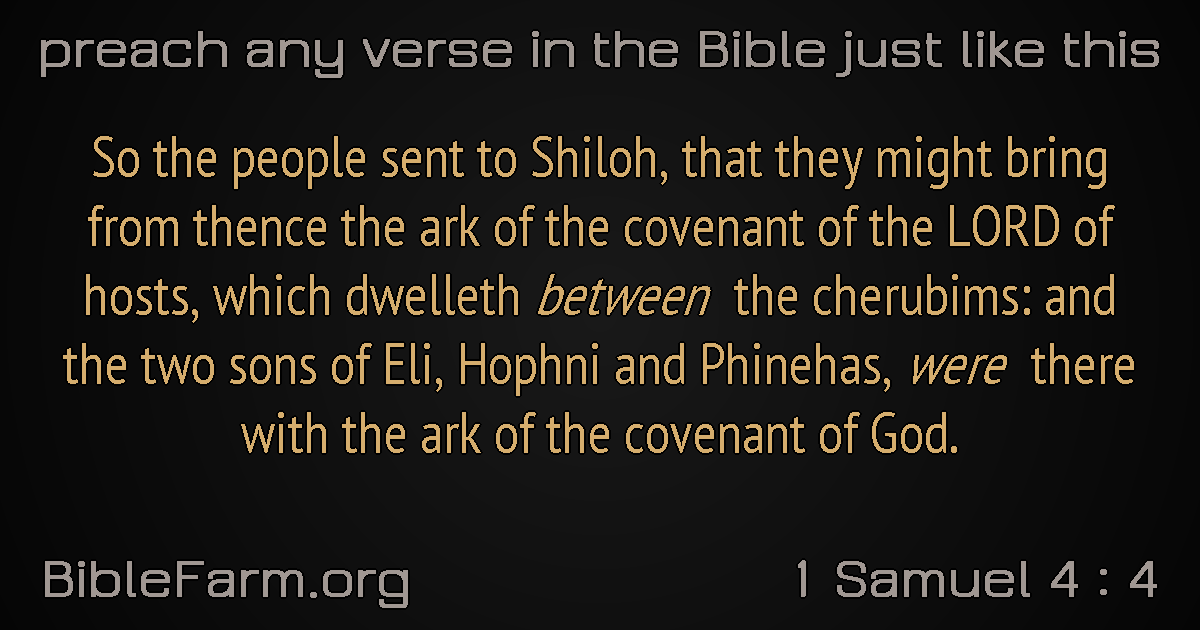 preach any verse in the Bible just like this
So the people sent to Shiloh, that they might bring
from thence the ark of the covenant of the LORD of
hosts, which dwelleth between the cherubims: and
the two sons of Eli, Hophni and Phinehas, were there
with the ark of the covenant of God.
BibleFarm.org
1 Samuel 4 : 4